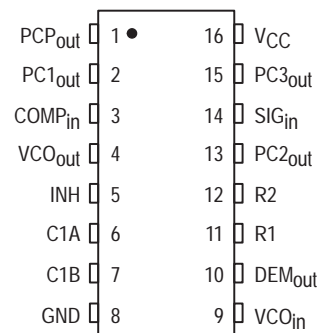 PCPout 1 16 VCC
PC1out 2 15 PC3out
COMPin 3 14 SIGin
VCOout 4 13 PC2out
INH 5 12 R2
C1A 6 11 R1
C1B 7 10 DEMout
GND 8 9 VCOin